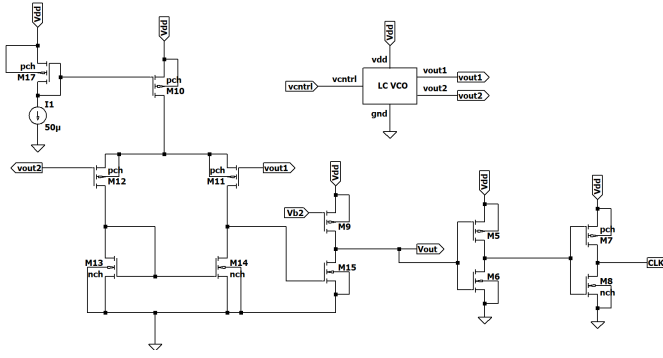 Vdd
Vdd
Vdd
pch
M17
pch
M10
I1
50µ
vdd
vcntrl
vcntrl
LC VCO
vout1
vout1
vout2
vout2
gnd
vout2
pch
M12
pch
M11
vout1
Vdd
Vdd
Vdd
Vb2
M9
M5
pch
M7
Vout
M13
nch
M14
nch
M15
M6
M8
nch
CLK